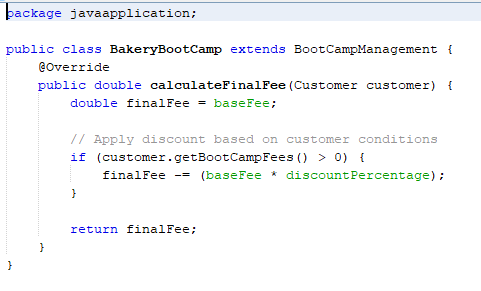 package javaapplication;
public class BakeryBootCamp extends BootCampManagement {
@Override
public double calculateFinalFee(Customer customer) {
double finalFee = baseFee;
// Apply discount based on customer conditions
if (customer.getBootCampFees() > 0) {
finalFee -= (baseFee * discountPercentage);
}
return finalFee;
}
}